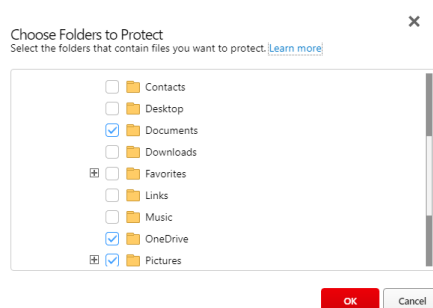 Choose Folders to Protect
Select the folders that contain files you want to protect. Learn more
Contacts
Desktop
Documents
Downloads
Favorites
Links
Music
OneDrive
Pictures
OK Cancel